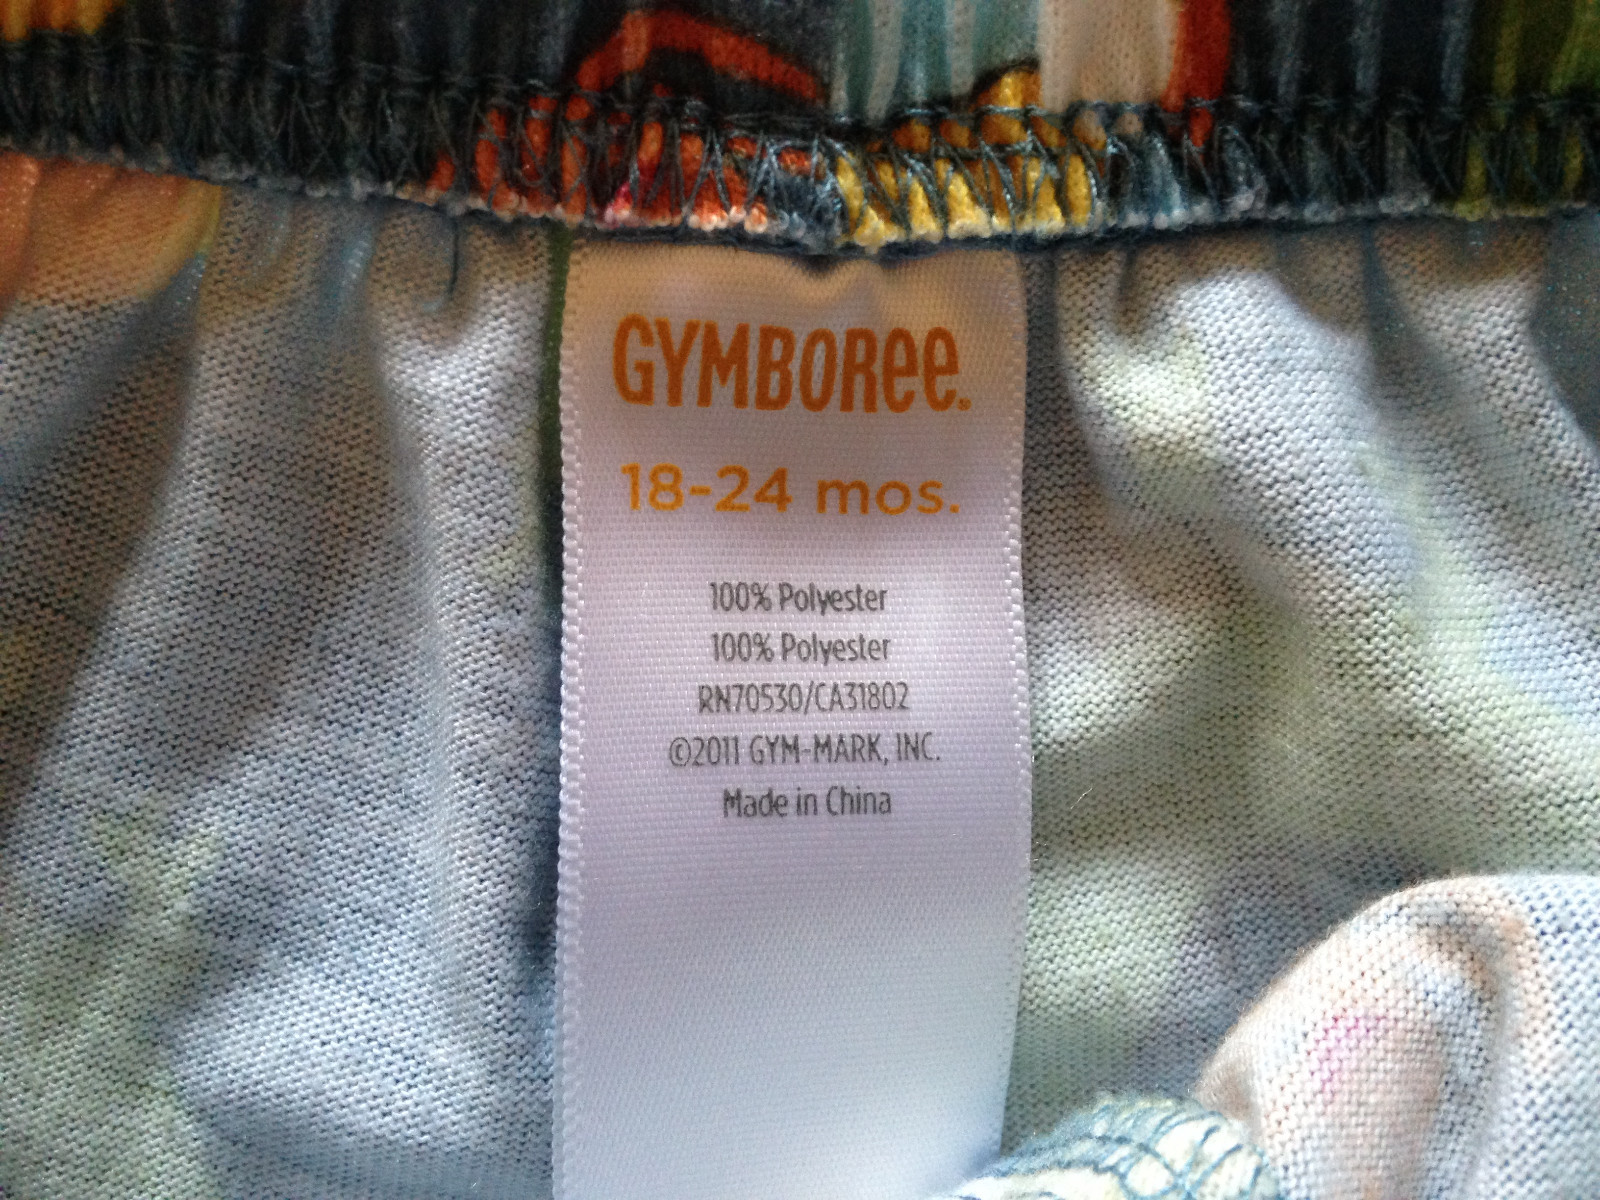 GYMBOREE.
18-24 mos.
100% Polyester
100% Polyester
RN70530/CA31802
©2011 GYM-MARK, INC.
Made in China